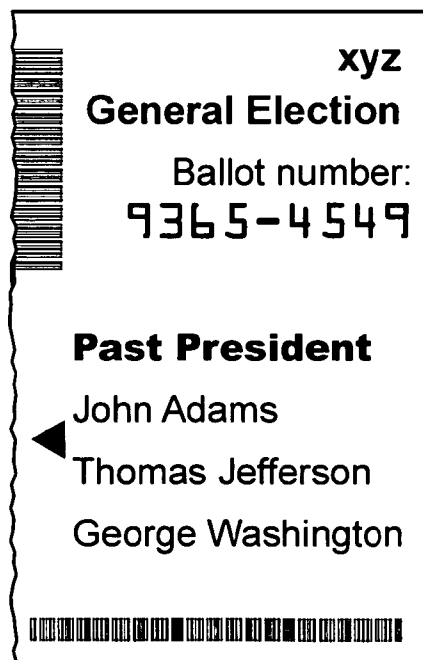 xyz
General Election
Ballot number:
9365-4549
Past President
John Adams
Thomas Jefferson
George Washington